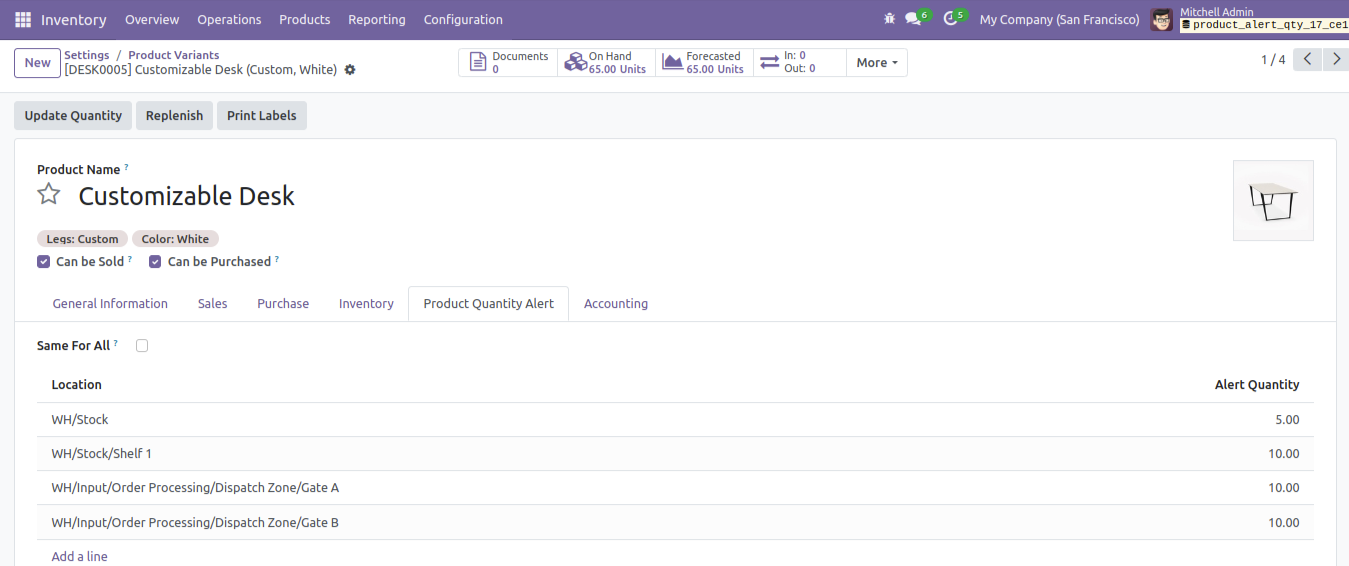 Inventory Overview Operations Products Reporting Configuration 6 5 My Company (San Francisco) Mitchell Admin
product_alert_qty_17_ce1
New Settings / Product Variants
[DESK0005] Customizable Desk (Custom, White)
Documents
0
On Hand
65.00 Units
Forecasted
65.00 Units
In: 0
Out: 0
More
1 / 4
Update Quantity Replenish Print Labels
Product Name ?
Customizable Desk
Legs: Custom Color: White
Can be Sold ? Can be Purchased ?
General Information Sales Purchase Inventory Product Quantity Alert Accounting
Same For All ?
Location Alert Quantity
WH/Stock 5.00
WH/Stock/Shelf 1 10.00
WH/Input/Order Processing/Dispatch Zone/Gate A 10.00
WH/Input/Order Processing/Dispatch Zone/Gate B 10.00
Add a line